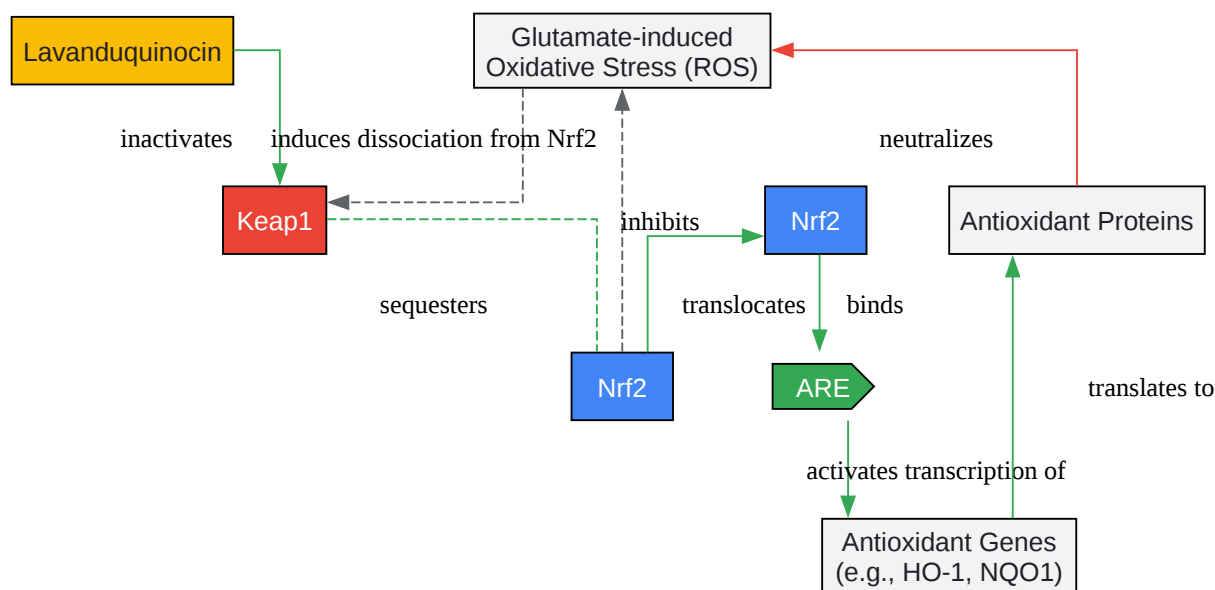 Lavanduquinocin
Glutamate-induced
Oxidative Stress (ROS)
inactivates
induces dissociation from Nrf2
neutralizes
Keap1
inhibits
Nrf2
Antioxidant Proteins
sequesters
translocates
binds
Nrf2
ARE
translates to
activates transcription of
Antioxidant Genes
(e.g., HO-1, NQO1)